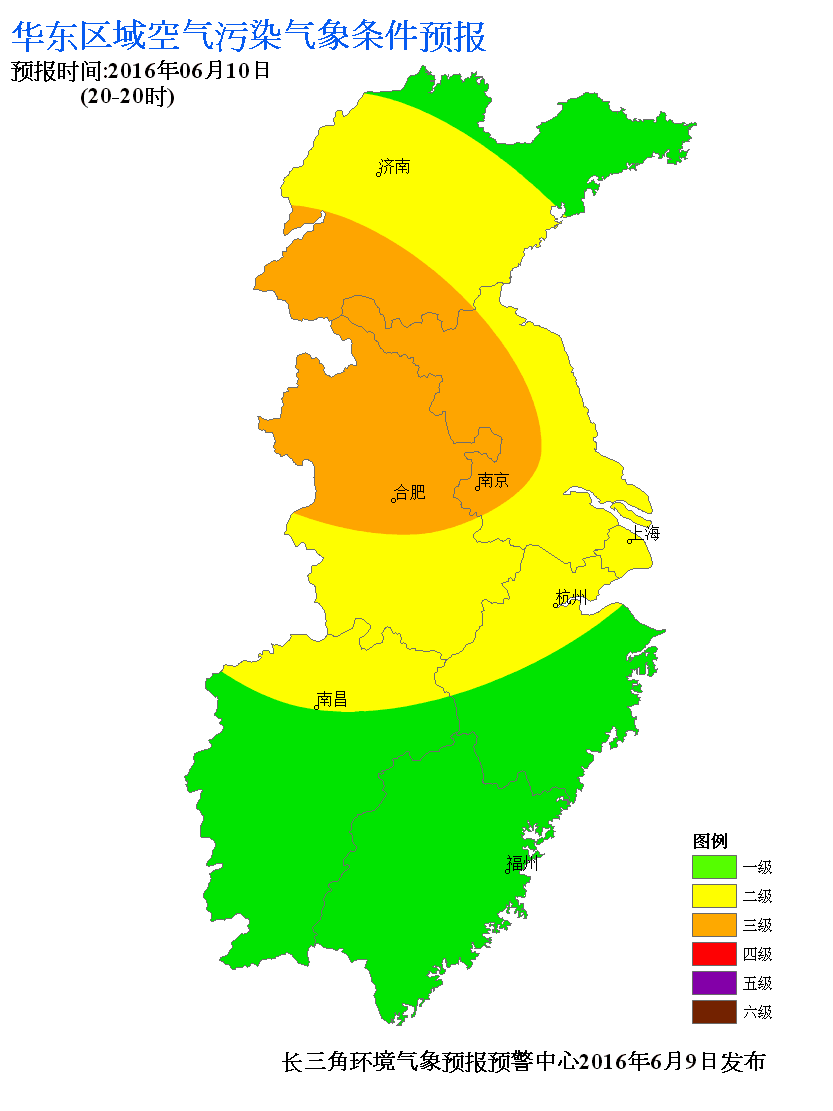 华东区域空气污染气象条件预报
预报时间:2016年06月10日
(20-20时)
济南
南京
合肥
上海
杭州
南昌
福州
图例
一级
二级
三级
四级
五级
六级
长三角环境气象预报预警中心2016年6月9日发布